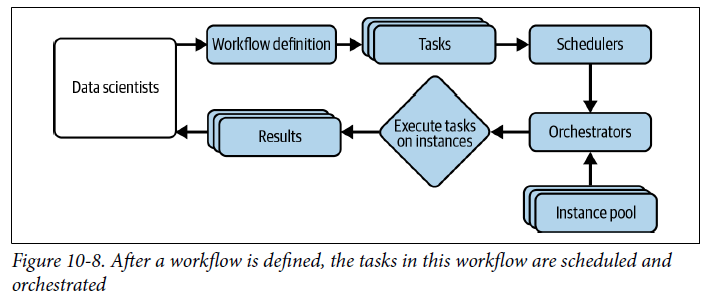 Workflow definition
Tasks
Schedulers
Data scientists
Results
Execute tasks
on instances
Orchestrators
Instance pool
Figure 10-8. After a workflow is defined, the tasks in this workflow are scheduled and
orchestrated